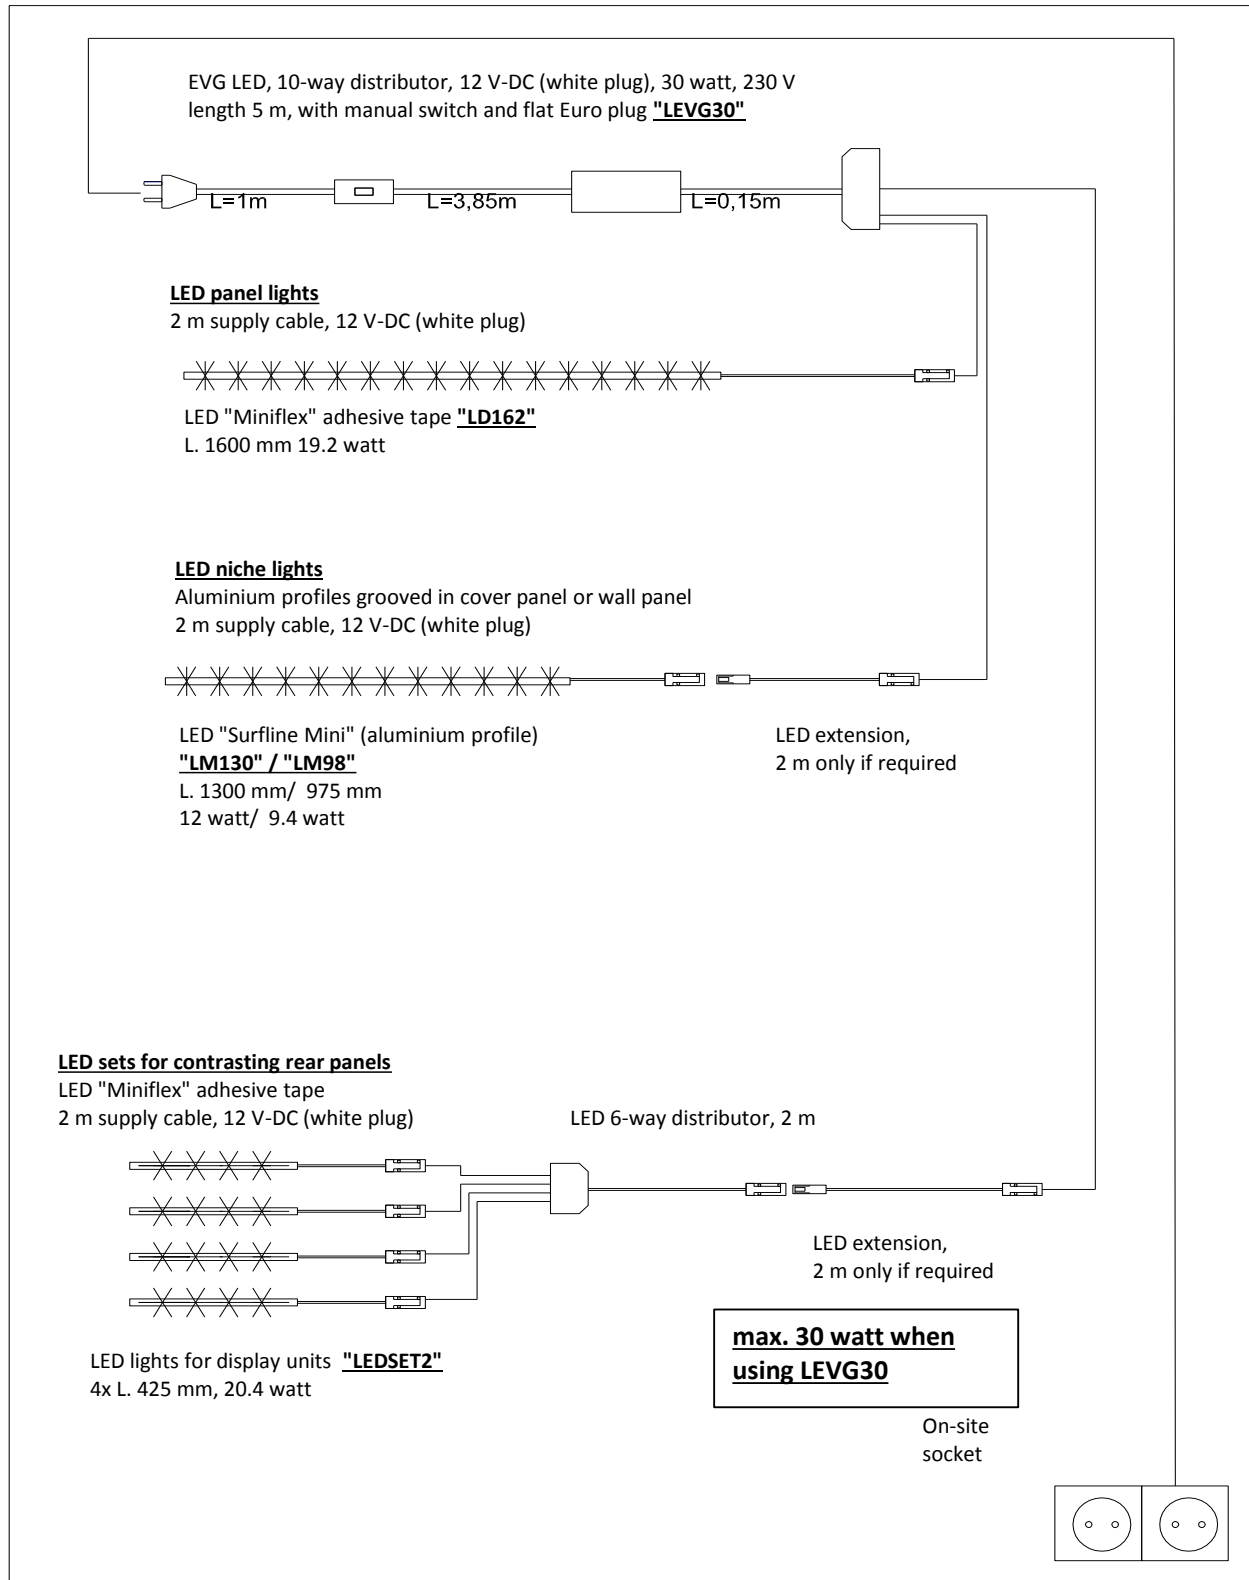 EVG LED, 10-way distributor, 12 V-DC (white plug), 30 watt, 230 V
length 5 m, with manual switch and flat Euro plug "LEVG30"
L=1m
L=3,85m
L=0,15m
LED panel lights
2 m supply cable, 12 V-DC (white plug)
LED "Miniflex" adhesive tape "LD162"
L. 1600 mm 19.2 watt
LED niche lights
Aluminium profiles grooved in cover panel or wall panel
2 m supply cable, 12 V-DC (white plug)
LED "Surfline Mini" (aluminium profile)
"LM130" / "LM98"
L. 1300 mm/ 975 mm
12 watt/ 9.4 watt
LED extension,
2 m only if required
LED sets for contrasting rear panels
LED "Miniflex" adhesive tape
2 m supply cable, 12 V-DC (white plug)
LED 6-way distributor, 2 m
LED extension,
2 m only if required
LED lights for display units "LEDSET2"
4x L. 425 mm, 20.4 watt
max. 30 watt when
using LEVG30
On-site
socket